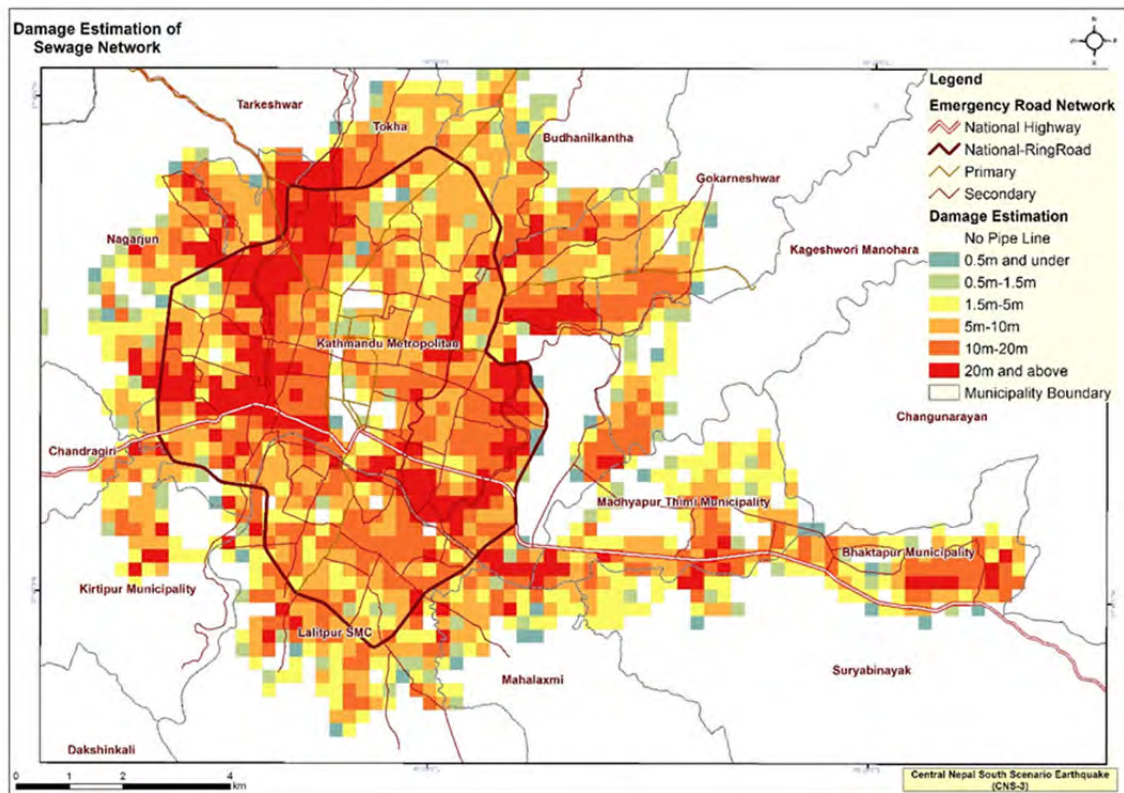 Damage Estimation of
Sewage Network
N
Legend
Emergency Road Network
National Highway
National-RingRoad
Primary
Secondary
Damage Estimation
No Pipe Line
0.5m and under
0.5m-1.5m
1.5m-5m
5m-10m
10m-20m
20m and above
Municipality Boundary
Tarkeshwar
Tokha
Budhanilkantha
Gokarneshwar
Nagarjun
Kageshwori Manohara
Kathmandu Metropolitan
Changunarayan
Chandragiri
Madhyapur Thimi Municipality
Bhaktapur Municipality
Kirtipur Municipality
Lalitpur SMC
Mahalaxmi
Suryabinayak
Dakshinkali
0 1 2 4
km
Central Nepal South Scenario Earthquake
(CNS-3)